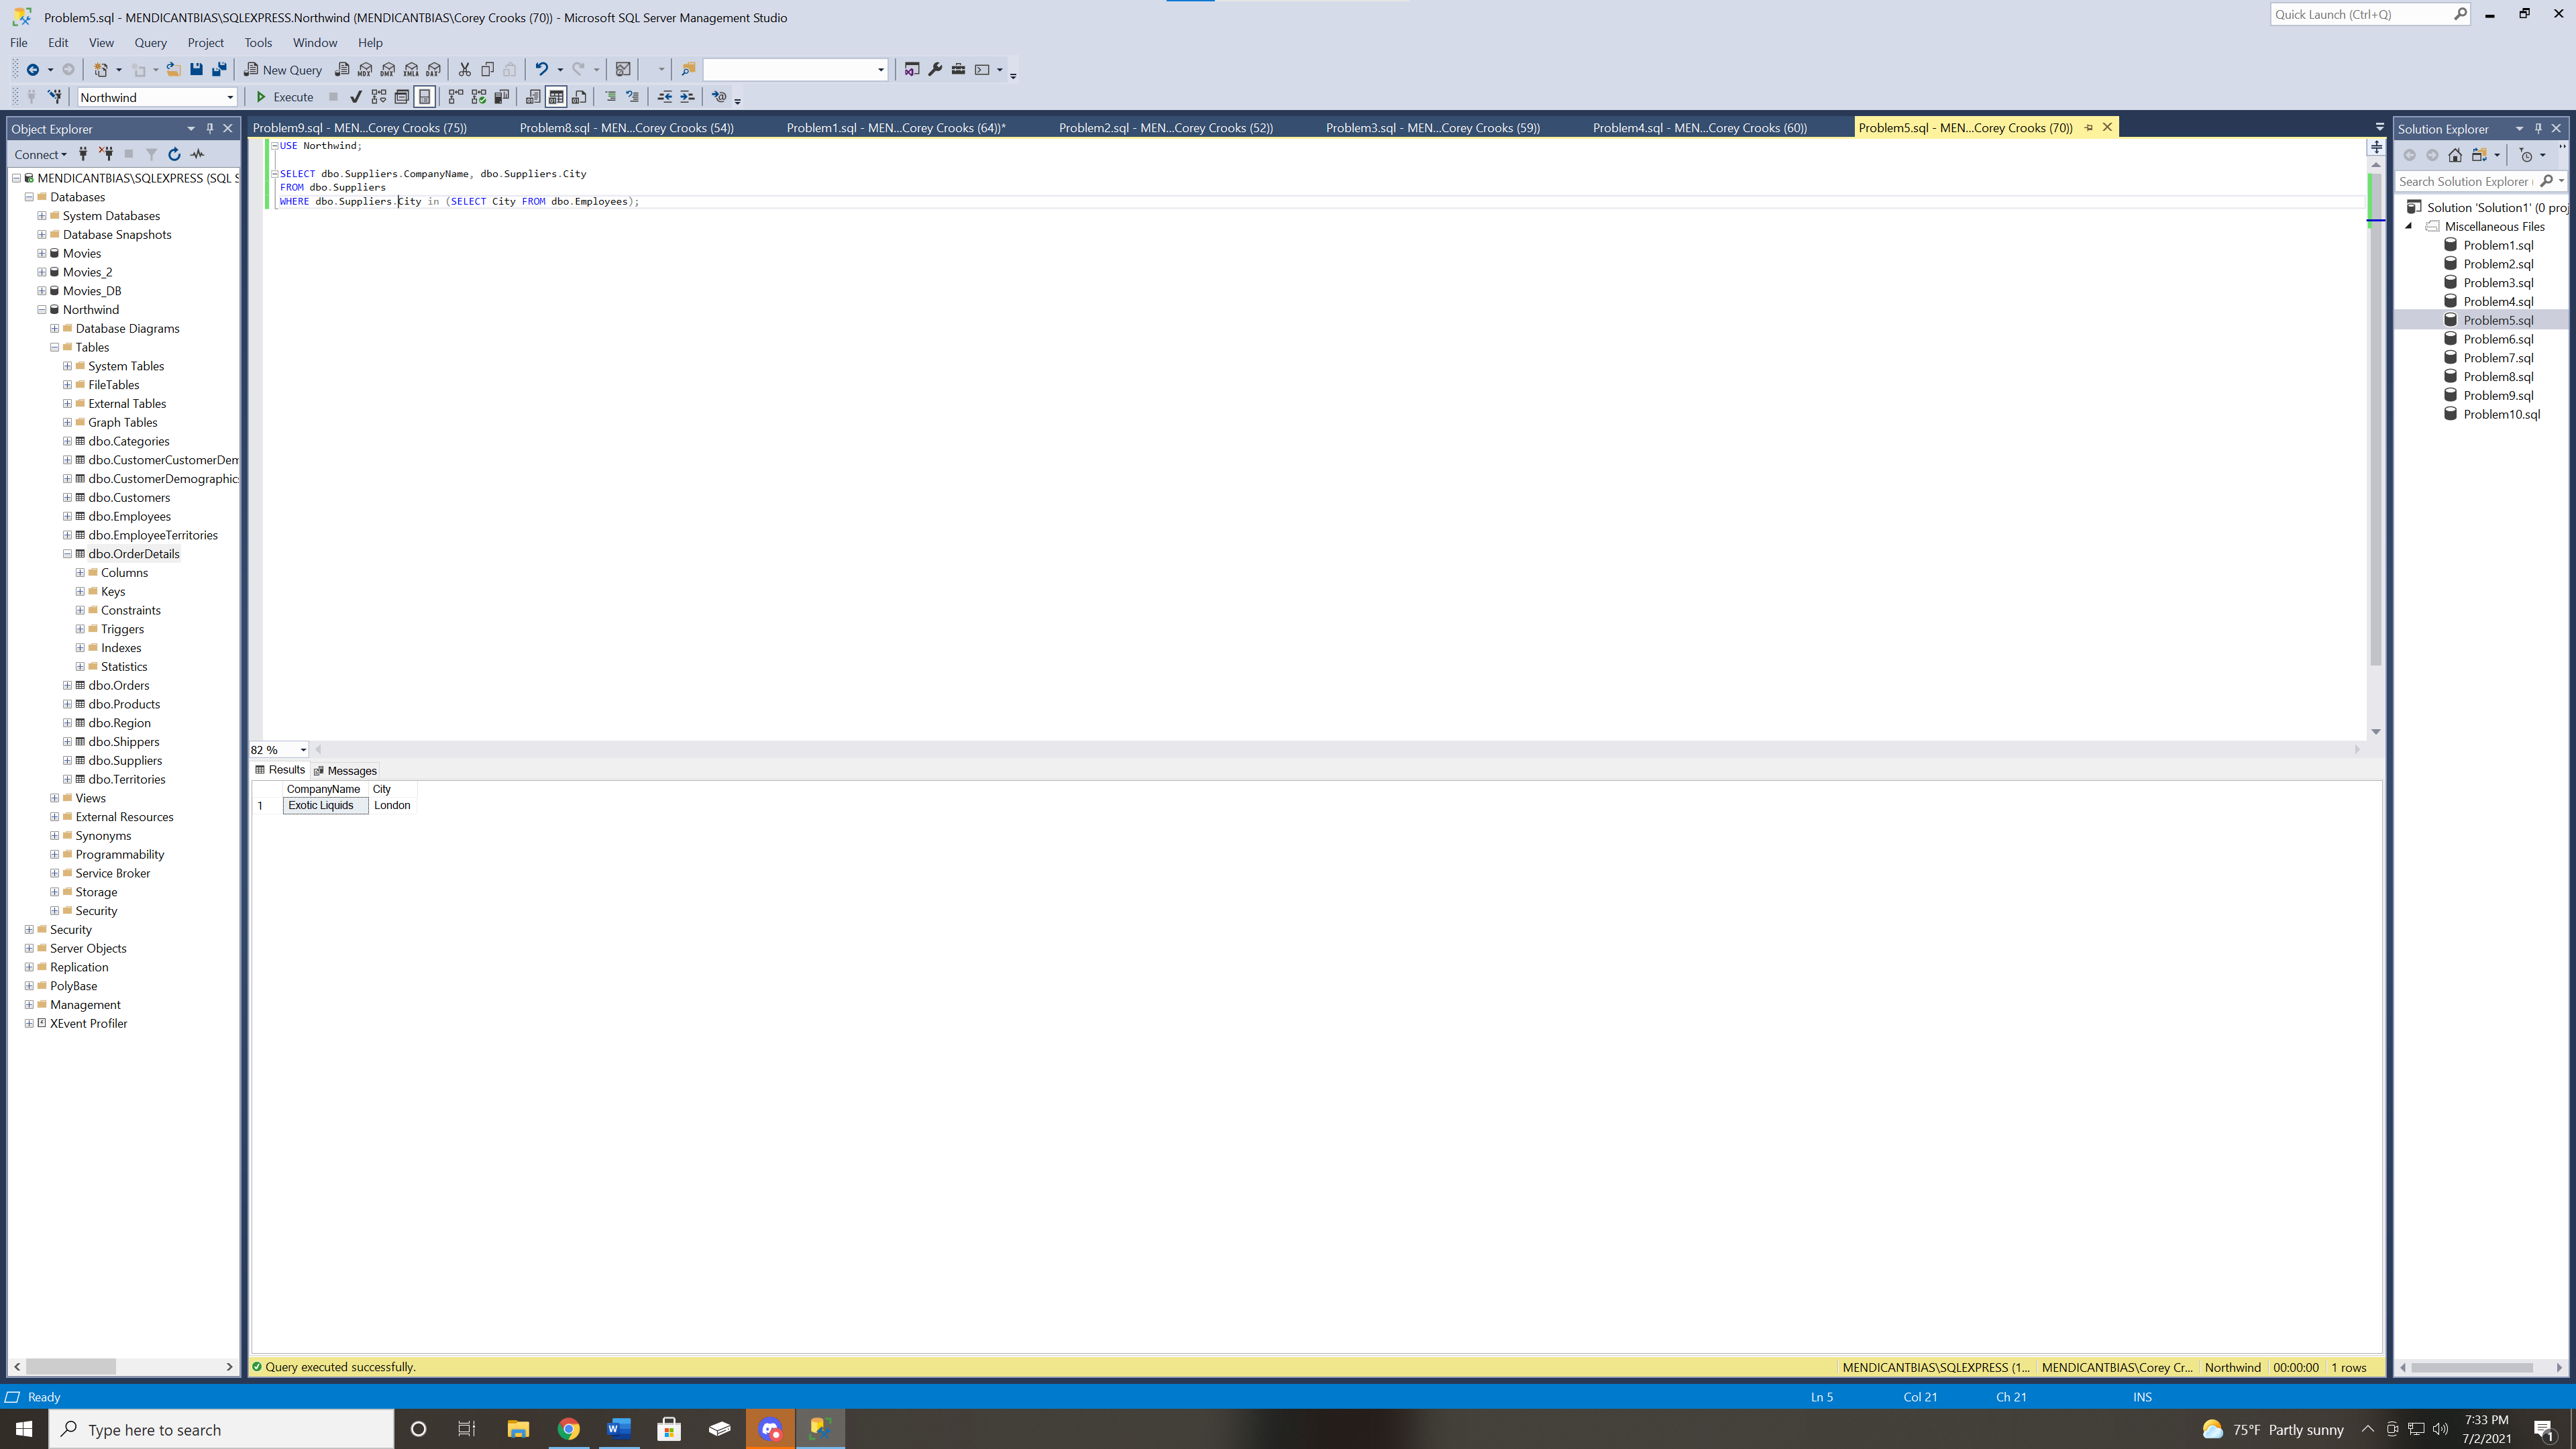 Problem5.sql - MENDICANTBIAS\SQLEXPRESS.Northwind (MENDICANTBIAS\Corey Crooks (70)) - Microsoft SQL Server Management Studio
Quick Launch (Ctrl+Q)
File Edit View Query Project Tools Window Help
New Query MDX DMX XMLA DAX
Northwind Execute
Object Explorer
Connect
MENDICANTBIAS\SQLEXPRESS (SQL S
Databases
System Databases
Database Snapshots
Movies
Movies_2
Movies_DB
Northwind
Database Diagrams
Tables
System Tables
FileTables
External Tables
Graph Tables
dbo.Categories
dbo.CustomerCustomerDem
dbo.CustomerDemographics
dbo.Customers
dbo.Employees
dbo.EmployeeTerritories
dbo.OrderDetails
Columns
Keys
Constraints
Triggers
Indexes
Statistics
dbo.Orders
dbo.Products
dbo.Region
dbo.Shippers
dbo.Suppliers
dbo.Territories
Views
External Resources
Synonyms
Programmability
Service Broker
Storage
Security
Security
Server Objects
Replication
PolyBase
Management
XEvent Profiler
Problem9.sql - MEN...Corey Crooks (75)) Problem8.sql - MEN...Corey Crooks (54)) Problem1.sql - MEN...Corey Crooks (64))* Problem2.sql - MEN...Corey Crooks (52)) Problem3.sql - MEN...Corey Crooks (59)) Problem4.sql - MEN...Corey Crooks (60)) Problem5.sql - MEN...Corey Crooks (70))
USE Northwind;
SELECT dbo.Suppliers.CompanyName, dbo.Suppliers.City
FROM dbo.Suppliers
WHERE dbo.Suppliers.City in (SELECT City FROM dbo.Employees);
82 %
Results Messages
CompanyName City
1 Exotic Liquids London
Query executed successfully. MENDICANTBIAS\SQLEXPRESS (1... MENDICANTBIAS\Corey Cr... Northwind 00:00:00 1 rows
Solution Explorer
Search Solution Explorer (
Solution 'Solution1' (0 proj
Miscellaneous Files
Problem1.sql
Problem2.sql
Problem3.sql
Problem4.sql
Problem5.sql
Problem6.sql
Problem7.sql
Problem8.sql
Problem9.sql
Problem10.sql
Ready Ln 5 Col 21 Ch 21 INS
Type here to search 75°F Partly sunny 7:33 PM
7/2/2021 1